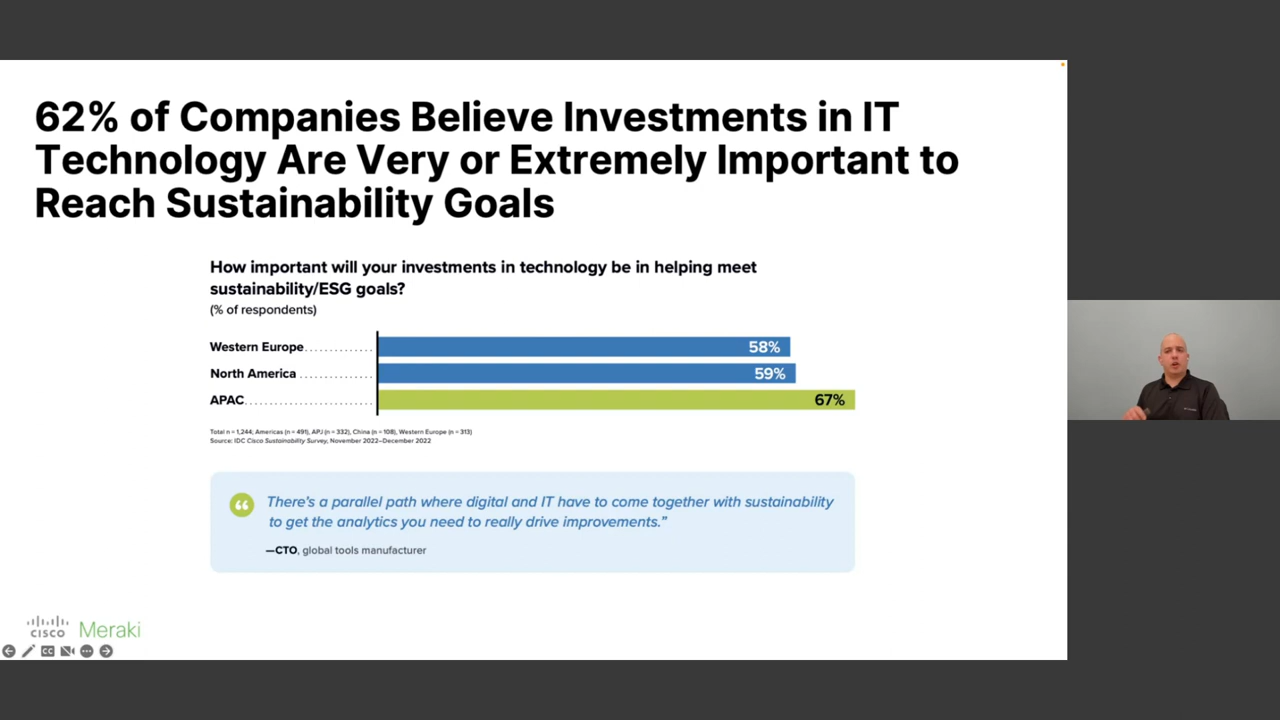 62% of Companies Believe Investments in IT
Technology Are Very or Extremely Important to
Reach Sustainability Goals
How important will your investments in technology be in helping meet
sustainability/ESG goals?
(% of respondents)
Western Europe 58%
North America 59%
APAC 67%
Total n = 1,244; Americas (n = 491), APJ (n = 332), China (n = 108), Western Europe (n = 313)
Source: IDC Cisco Sustainability Survey, November 2022–December 2022
“
There's a parallel path where digital and IT have to come together with sustainability
to get the analytics you need to really drive improvements.”
—CTO, global tools manufacturer
CISCO Meraki
CC